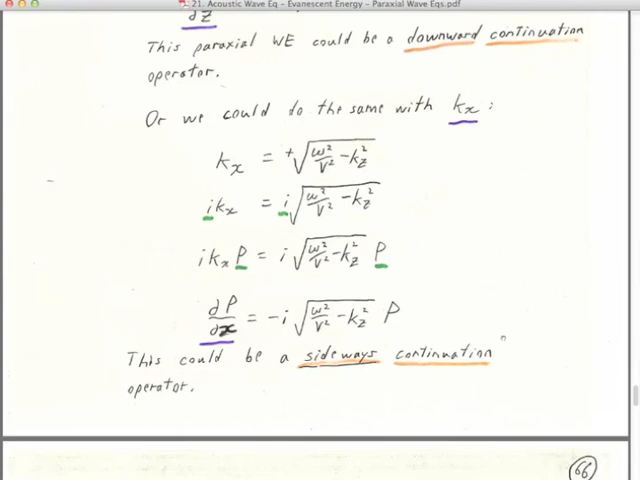 21. Acoustic Wave Eq – Evanescent Energy – Paraxial Wave Eqs.pdf
∂z
This paraxial WE could be a downward continuation
operator.
Or we could do the same with kx :
kx = +√(ω²/V² − kz²)
ikx = i√(ω²/V² − kz²)
ikxP = i√(ω²/V² − kz²) P
∂P/∂x = −i√(ω²/V² − kz²) P
This could be a sideways continuation
operator.
66